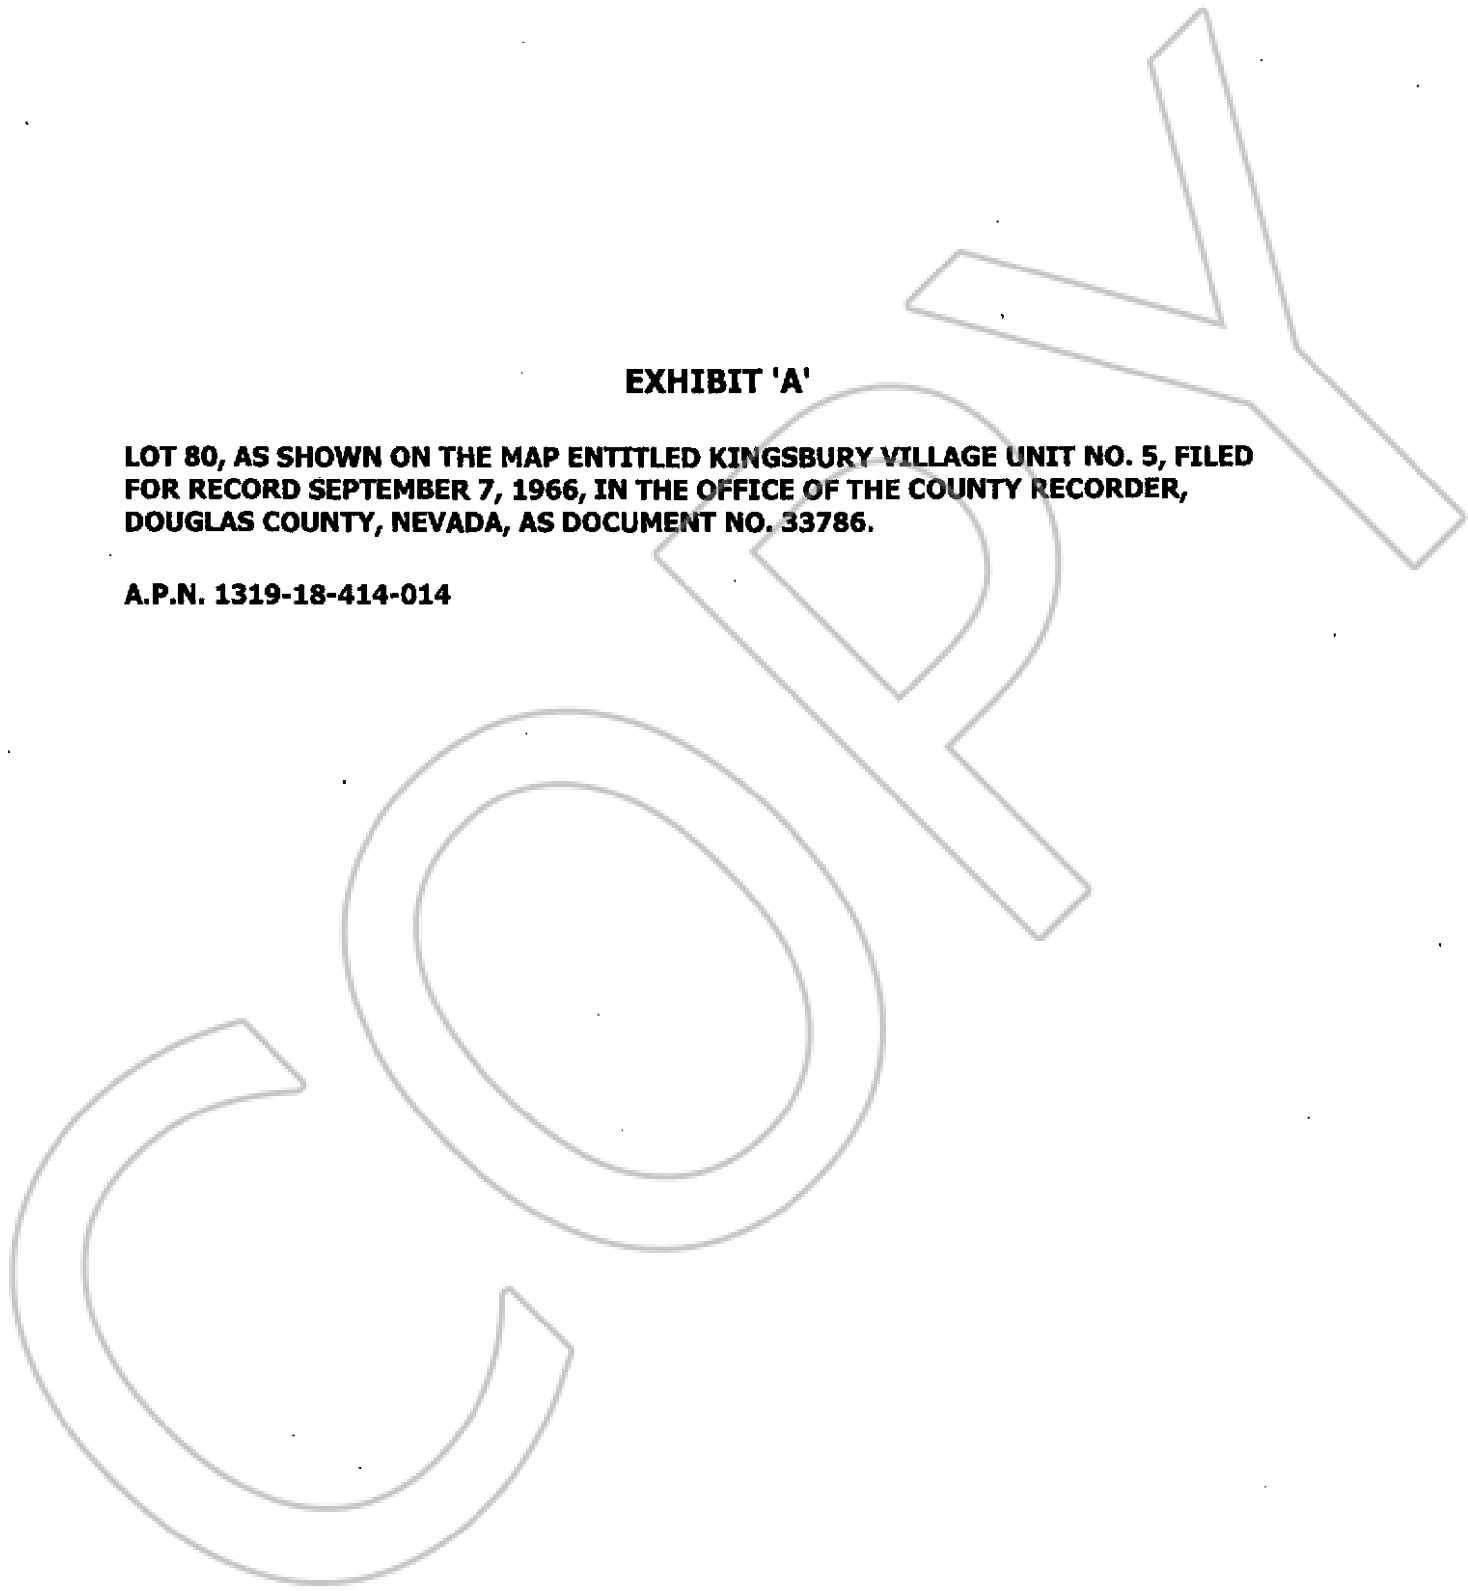 EXHIBIT 'A'
LOT 80, AS SHOWN ON THE MAP ENTITLED KINGSBURY VILLAGE UNIT NO. 5, FILED
FOR RECORD SEPTEMBER 7, 1966, IN THE OFFICE OF THE COUNTY RECORDER,
DOUGLAS COUNTY, NEVADA, AS DOCUMENT NO. 33786.
A.P.N. 1319-18-414-014
COPY